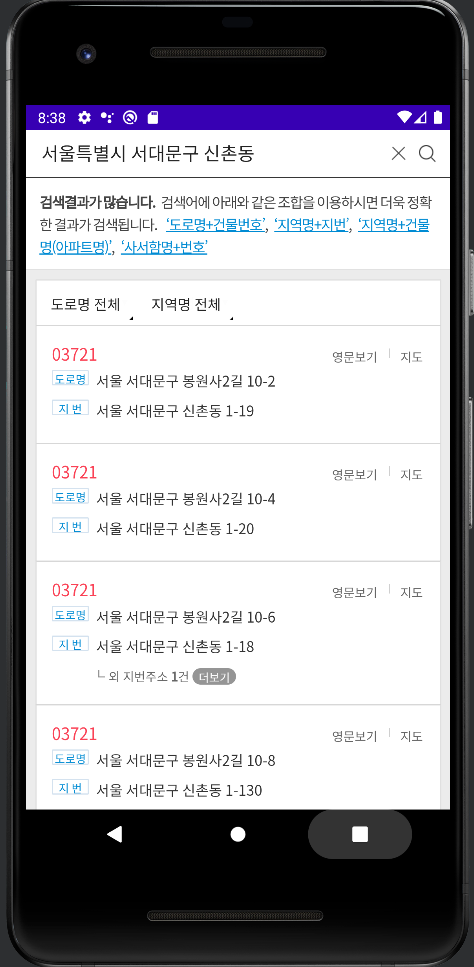 8:38
서울특별시 서대문구 신촌동
검색결과가 많습니다. 검색어에 아래와 같은 조합을 이용하시면 더욱 정확
한 결과가 검색됩니다. ‘도로명+건물번호’, ‘지역명+지번’, ‘지역명+건물
명(아파트명)’, ‘사서함명+번호’
도로명 전체 지역명 전체
03721 영문보기 지도
도로명 서울 서대문구 봉원사2길 10-2
지번 서울 서대문구 신촌동 1-19
03721 영문보기 지도
도로명 서울 서대문구 봉원사2길 10-4
지번 서울 서대문구 신촌동 1-20
03721 영문보기 지도
도로명 서울 서대문구 봉원사2길 10-6
지번 서울 서대문구 신촌동 1-18
└ 외 지번주소 1건 더보기
03721 영문보기 지도
도로명 서울 서대문구 봉원사2길 10-8
지번 서울 서대문구 신촌동 1-130